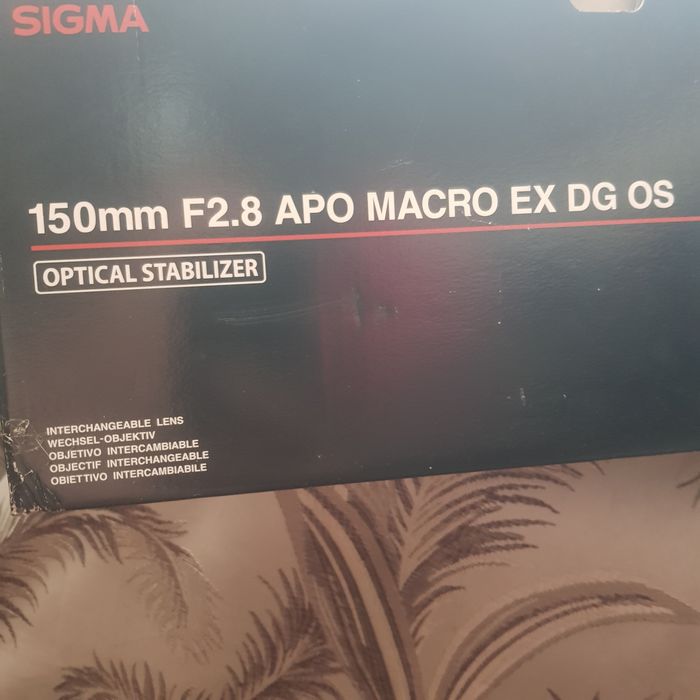 SIGMA
150mm F2.8 APO MACRO EX DG OS
OPTICAL STABILIZER
INTERCHANGEABLE LENS
WECHSEL-OBJEKTIV
OBJETIVO INTERCAMBIABLE
OBJECTIF INTERCHANGEABLE
OBIETTIVO INTERCAMBIABILE